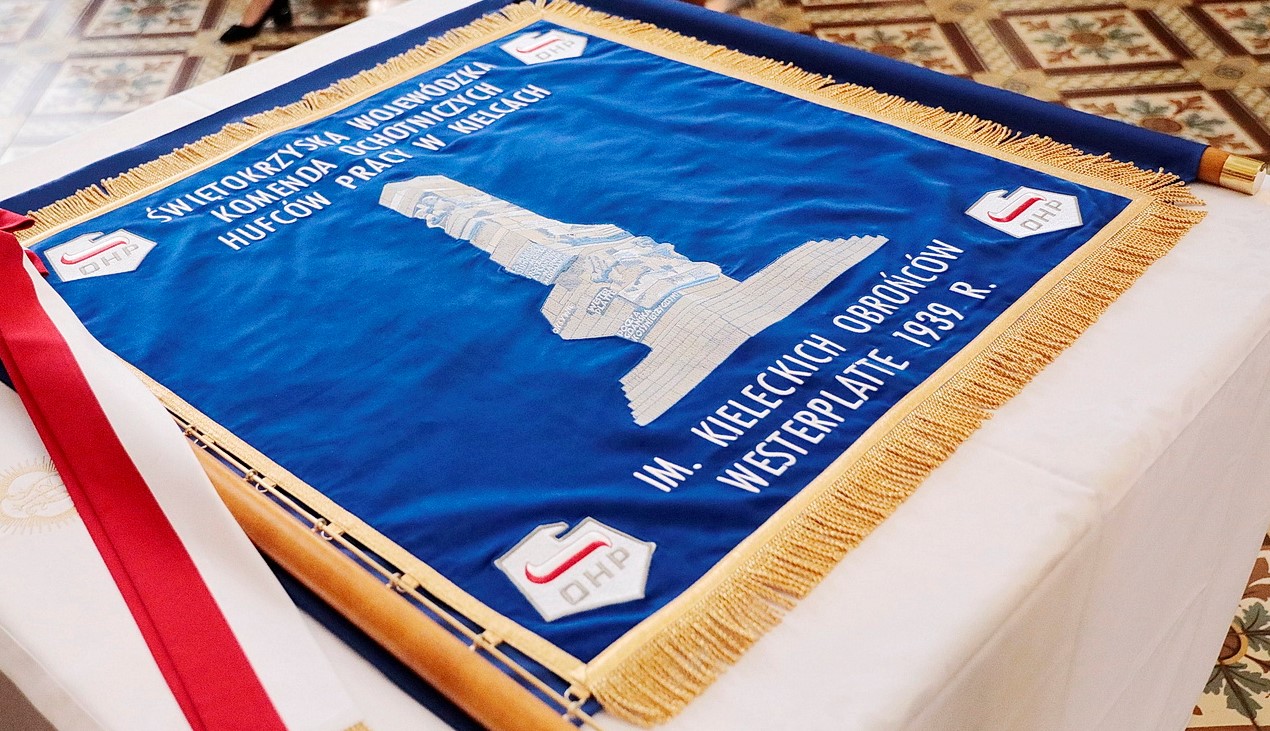 OHP
ŚWIĘTOKRZYSKA WOJEWÓDZKA
KOMENDA OCHOTNICZYCH
HUFCÓW PRACY W KIELCACH
OHP
OHP
IM. KIELECKICH OBROŃCÓW
WESTERPLATTE 1939 R.
OHP